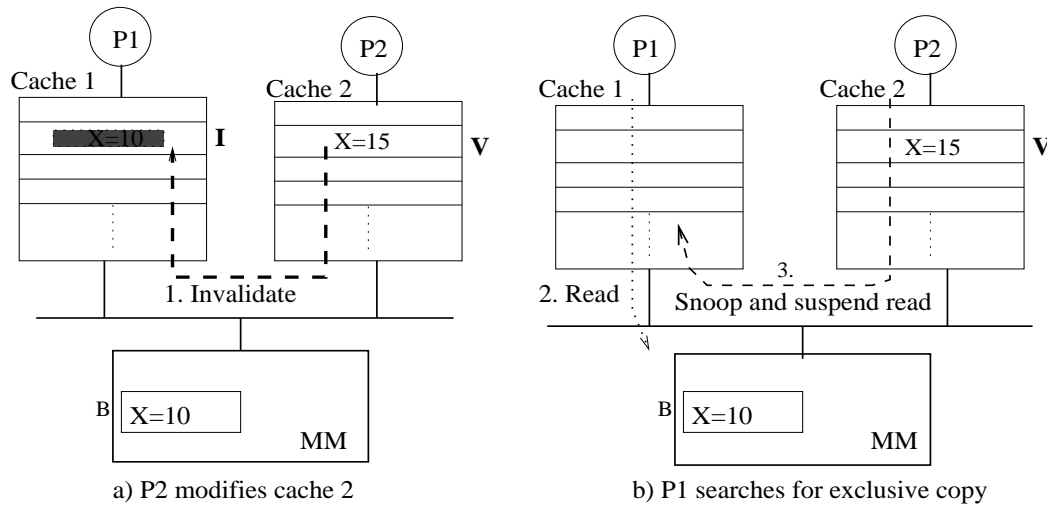 P1
P2
Cache 1
Cache 2
X=10
I
X=15
V
1. Invalidate
B
X=10
MM
a) P2 modifies cache 2
P1
P2
Cache 1
Cache 2
X=15
V
3.
2. Read
Snoop and suspend read
B
X=10
MM
b) P1 searches for exclusive copy